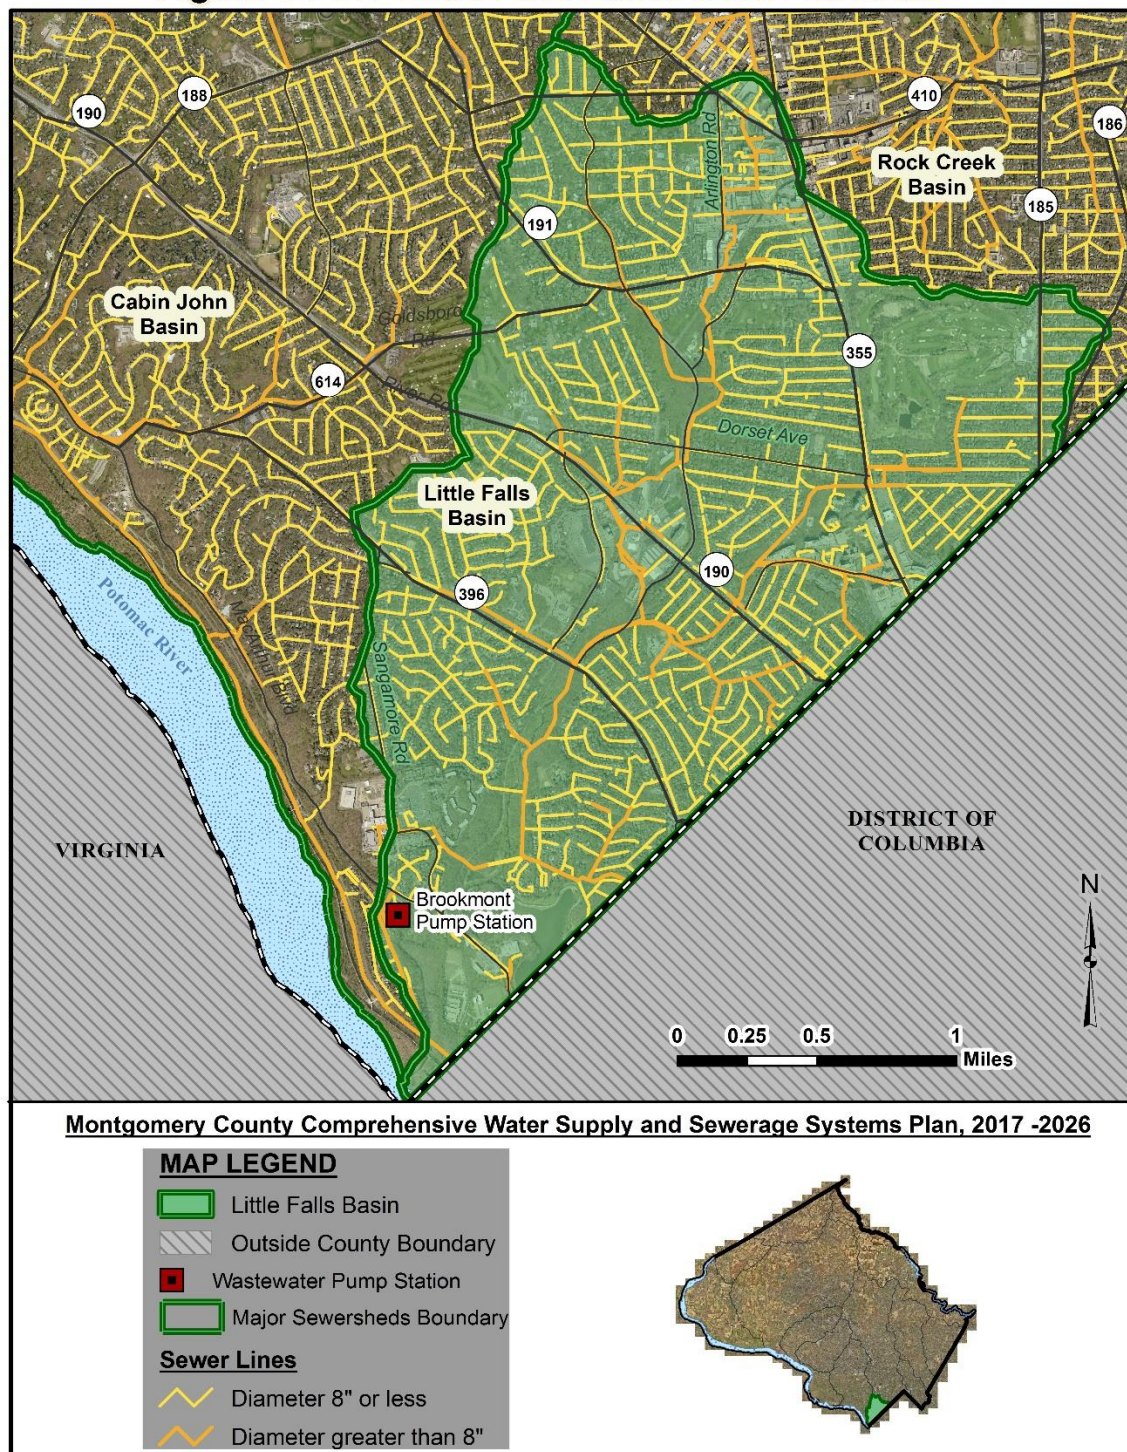 190
188
410
186
Rock Creek
Basin
Arlington Rd
185
191
Cabin John
Basin
Goldsboro
Rd
355
614
River Rd
Dorset Ave
Little Falls
Basin
190
396
Potomac River
MacArthur Blvd
Sangamore Rd
VIRGINIA
DISTRICT OF
COLUMBIA
Brookmont
Pump Station
N
0 0.25 0.5 1
Miles
Montgomery County Comprehensive Water Supply and Sewerage Systems Plan, 2017 -2026
MAP LEGEND
Little Falls Basin
Outside County Boundary
Wastewater Pump Station
Major Sewersheds Boundary
Sewer Lines
Diameter 8" or less
Diameter greater than 8"